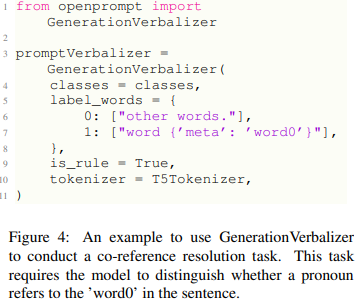 1 from openprompt import
GenerationVerbalizer
2
3 promptVerbalizer =
GenerationVerbalizer(
4 classes = classes,
5 label_words = {
6 0: ["other words."],
7 1: ["word {'meta': 'word0'}"],
8 },
9 is_rule = True,
10 tokenizer = T5Tokenizer,
11 )
Figure 4: An example to use GenerationVerbalizer
to conduct a co-reference resolution task. This task
requires the model to distinguish whether a pronoun
refers to the 'word0' in the sentence.